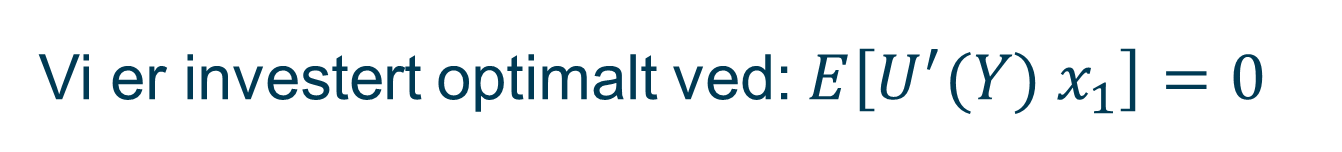 Vi er investert optimalt ved: 𝐸[𝑈′(𝑌) 𝑥₁] = 0